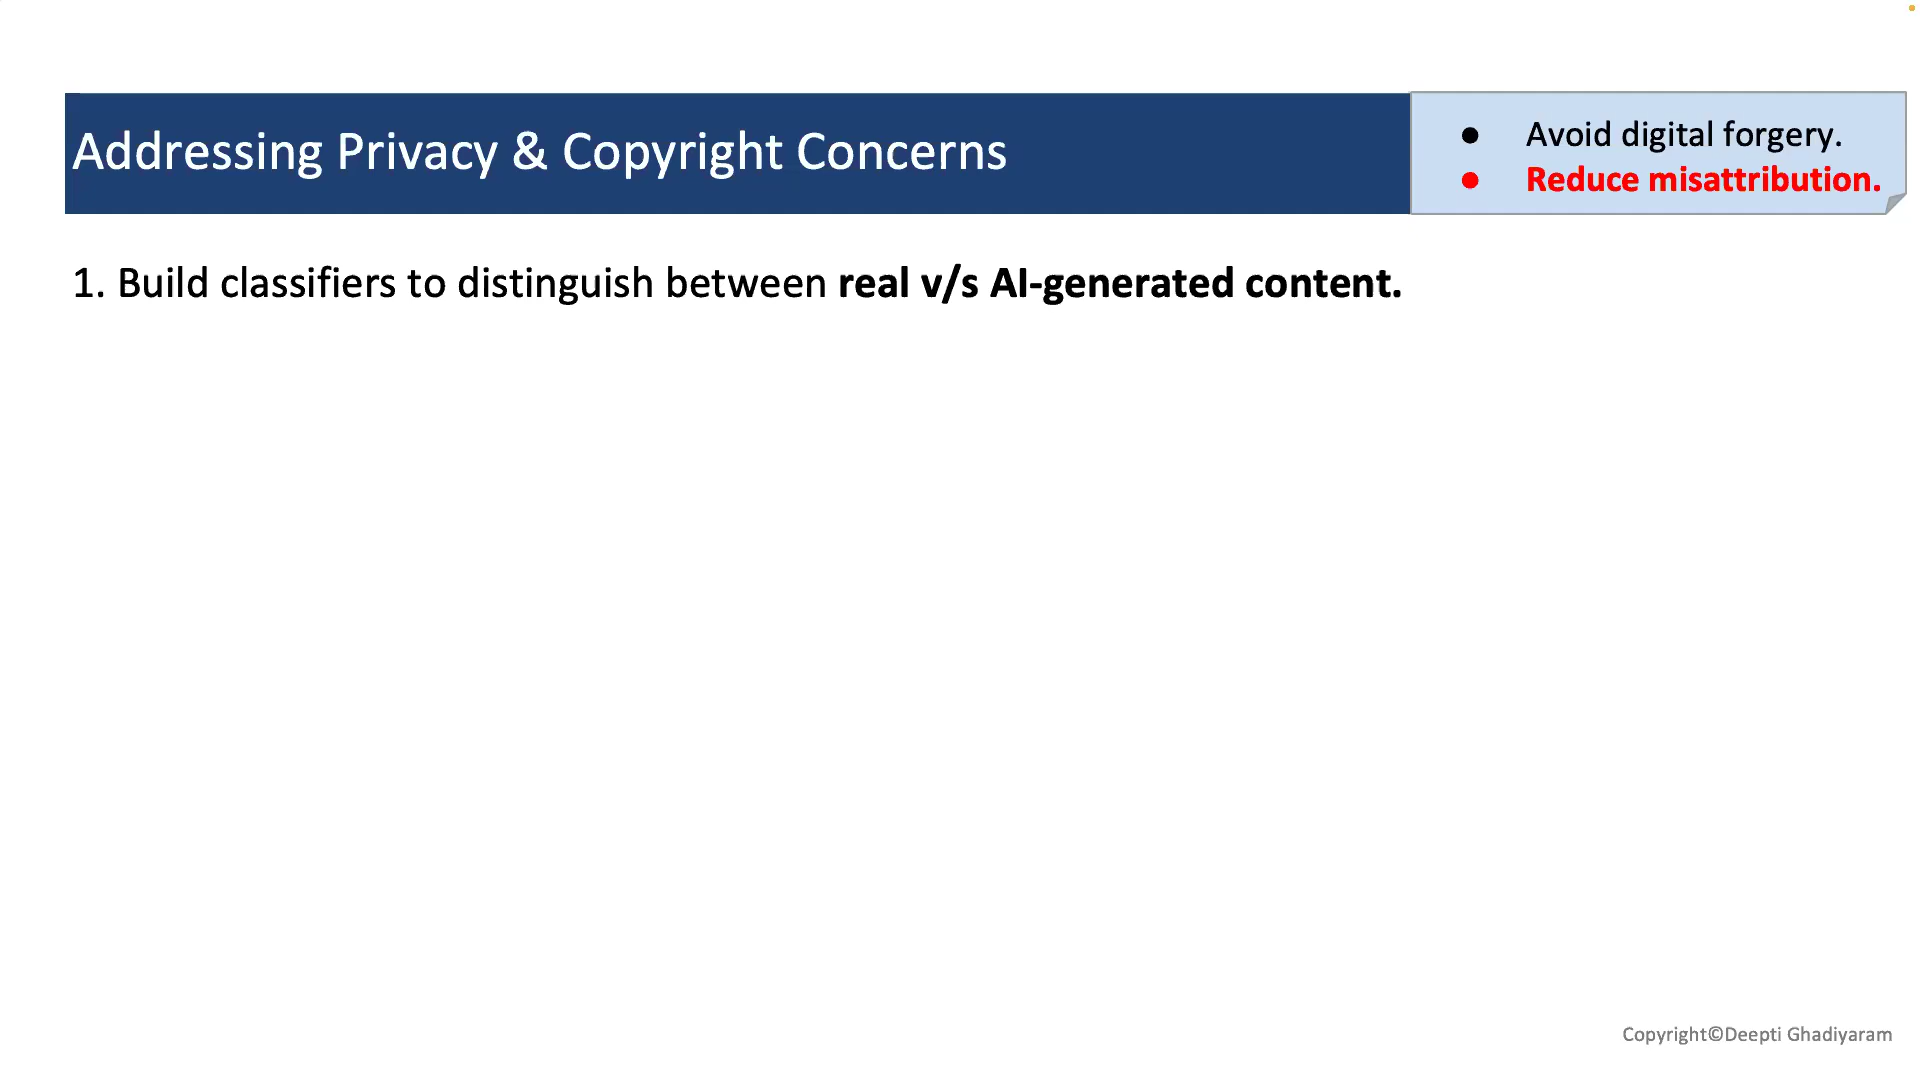 Addressing Privacy & Copyright Concerns
● Avoid digital forgery.
● Reduce misattribution.
1. Build classifiers to distinguish between real v/s AI-generated content.
Copyright©Deepti Ghadiyaram